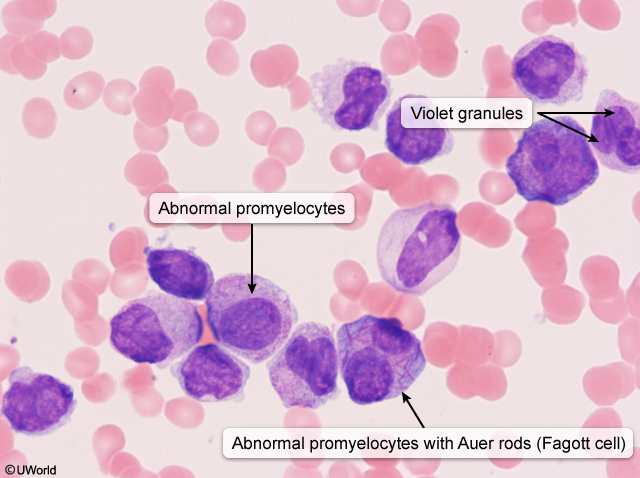 Violet granules
Abnormal promyelocytes
Abnormal promyelocytes with Auer rods (Fagott cell)
©UWorld